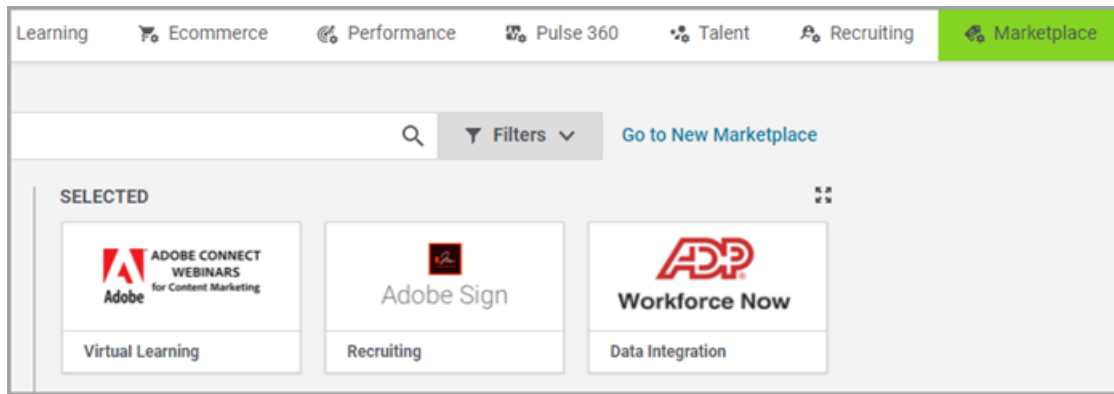 Learning Ecommerce Performance Pulse 360 Talent Recruiting Marketplace
Filters Go to New Marketplace
SELECTED
Adobe
ADOBE CONNECT
WEBINARS
for Content Marketing
Virtual Learning
Adobe Sign
Recruiting
ADP
Workforce Now
Data Integration